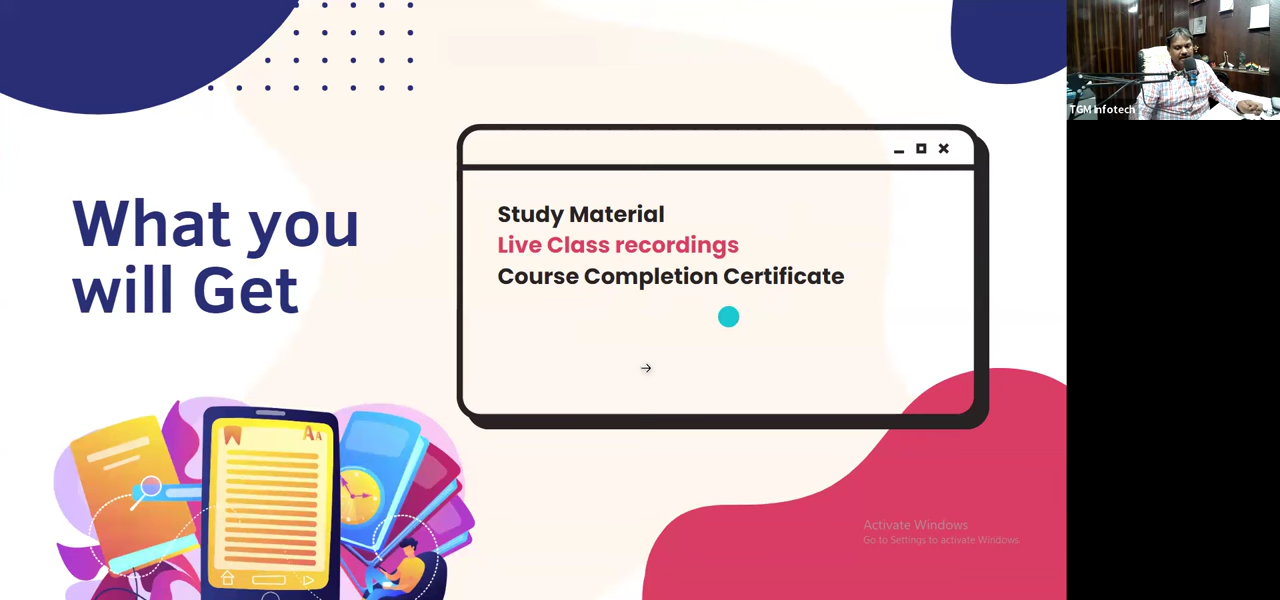 What you
will Get
Study Material
Live Class recordings
Course Completion Certificate
AA
Activate Windows
Go to Settings to activate Windows.
TGM Infotech